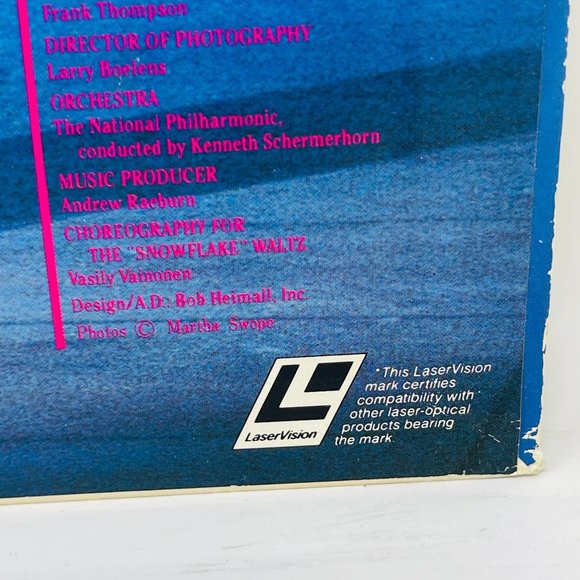 Frank Thompson
DIRECTOR OF PHOTOGRAPHY
Larry Boelens
ORCHESTRA
The National Philharmonic,
conducted by Kenneth Schermerhorn
MUSIC PRODUCER
Andrew Raeburn
CHOREOGRAPHY FOR
THE "SNOWFLAKE" WALTZ
Vasily Vainonen
Design/A.D.: Bob Heimall, Inc.
Photos © Martha Swope
LaserVision
*This LaserVision
mark certifies
compatibility with
other laser-optical
products bearing
the mark.